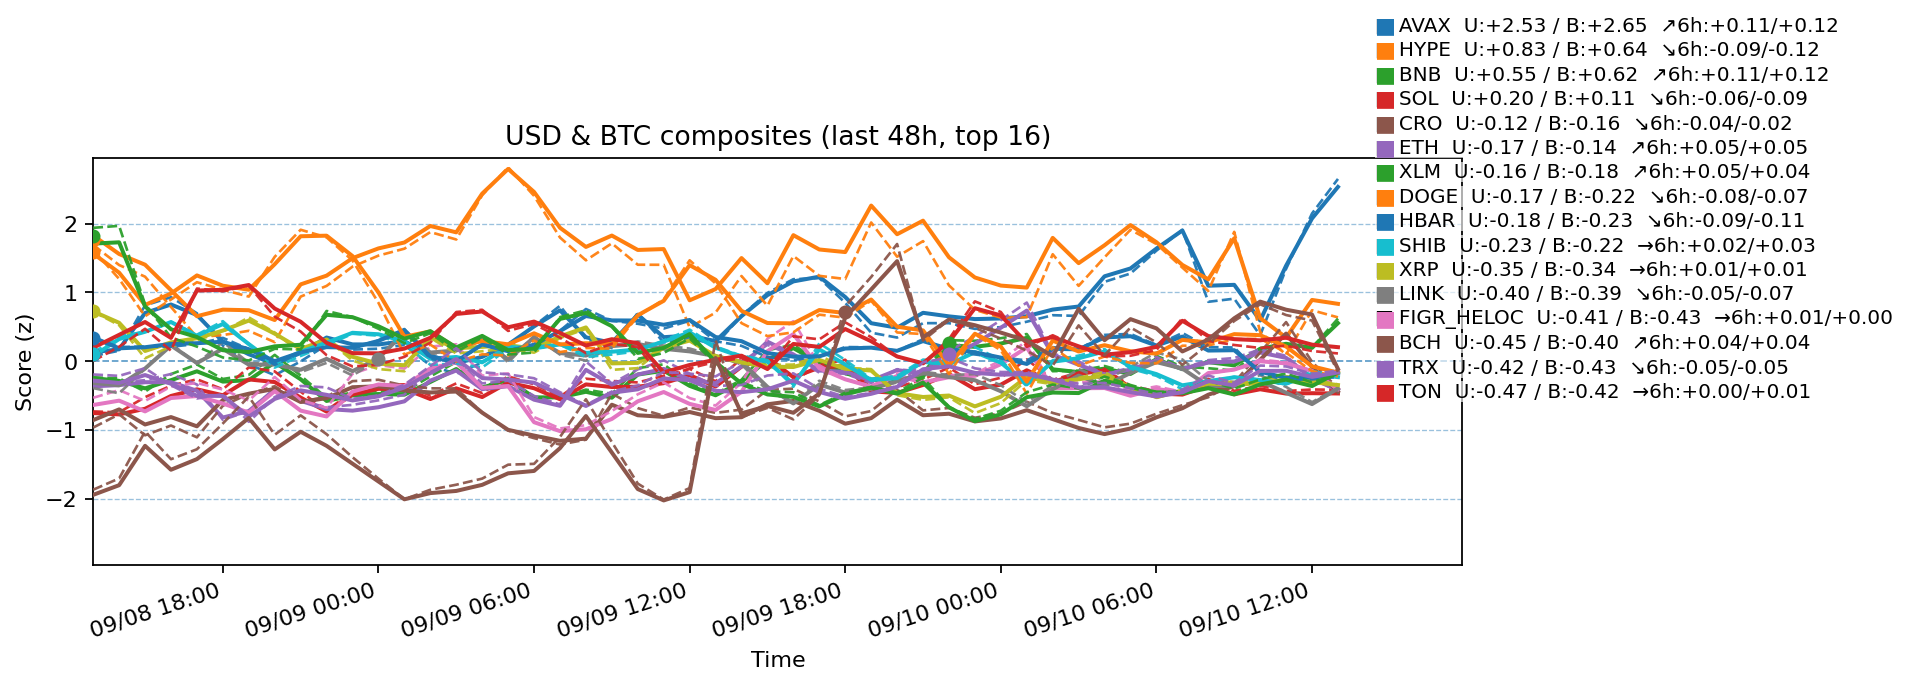 AVAX U:+2.53 / B:+2.65 ↗6h:+0.11/+0.12
HYPE U:+0.83 / B:+0.64 ↘6h:-0.09/-0.12
BNB U:+0.55 / B:+0.62 ↗6h:+0.11/+0.12
SOL U:+0.20 / B:+0.11 ↘6h:-0.06/-0.09
CRO U:-0.12 / B:-0.16 ↘6h:-0.04/-0.02
ETH U:-0.17 / B:-0.14 ↗6h:+0.05/+0.05
XLM U:-0.16 / B:-0.18 ↗6h:+0.05/+0.04
DOGE U:-0.17 / B:-0.22 ↘6h:-0.08/-0.07
HBAR U:-0.18 / B:-0.23 ↘6h:-0.09/-0.11
SHIB U:-0.23 / B:-0.22 →6h:+0.02/+0.03
XRP U:-0.35 / B:-0.34 →6h:+0.01/+0.01
LINK U:-0.40 / B:-0.39 ↘6h:-0.05/-0.07
FIGR_HELOC U:-0.41 / B:-0.43 →6h:+0.01/+0.00
BCH U:-0.45 / B:-0.40 ↗6h:+0.04/+0.04
TRX U:-0.42 / B:-0.43 ↘6h:-0.05/-0.05
TON U:-0.47 / B:-0.42 →6h:+0.00/+0.01
USD & BTC composites (last 48h, top 16)
Score (z)
2
1
0
−1
−2
09/08 18:00
09/09 00:00
09/09 06:00
09/09 12:00
09/09 18:00
09/10 00:00
09/10 06:00
09/10 12:00
Time